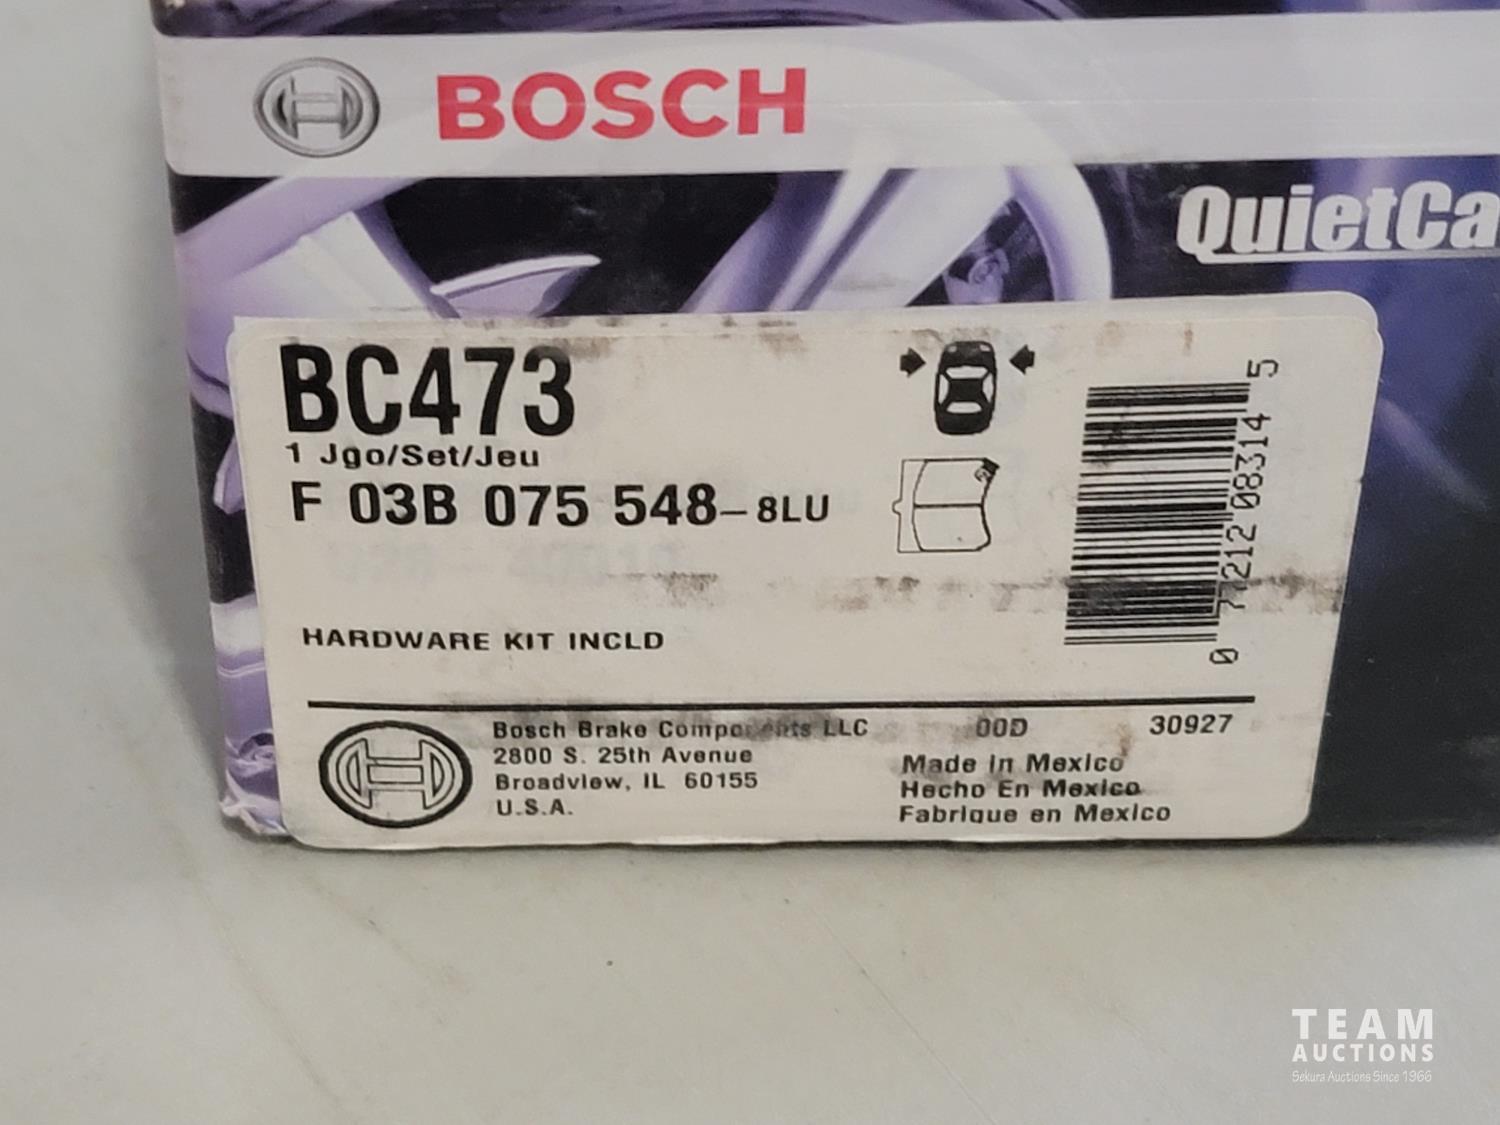 BOSCH
QuietCa
BC473
1 Jgo/Set/Jeu
F 03B 075 548-8LU
HARDWARE KIT INCLD
0 77212 08314 5
Bosch Brake Components LLC
2800 S. 25th Avenue
Broadview, IL 60155
U.S.A.
00D 30927
Made In Mexico
Hecho En Mexico
Fabrique en Mexico
TEAM
AUCTIONS
Sekura Auctions Since 1966